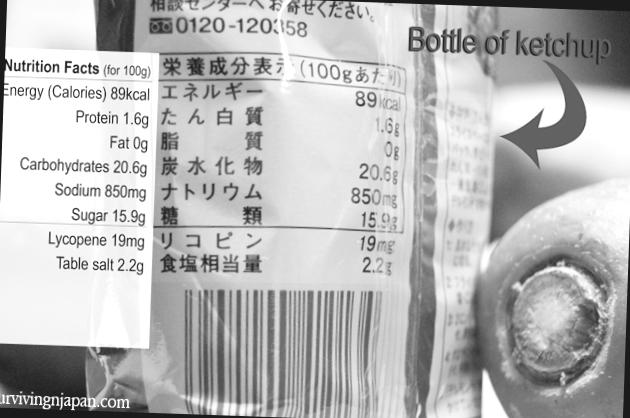 相談センターへお寄せください。
0120-120358
Bottle of ketchup
Nutrition Facts (for 100g)
Energy (Calories) 89kcal
Protein 1.6g
Fat 0g
Carbohydrates 20.6g
Sodium 850mg
Sugar 15.9g
Lycopene 19mg
Table salt 2.2g
栄養成分表示(100gあたり)
エネルギー 89kcal
たん白質 1.6g
脂質 0g
炭水化物 20.6g
ナトリウム 850mg
糖類 15.9g
リコピン 19mg
食塩相当量 2.2g
urvivingnjapan.com